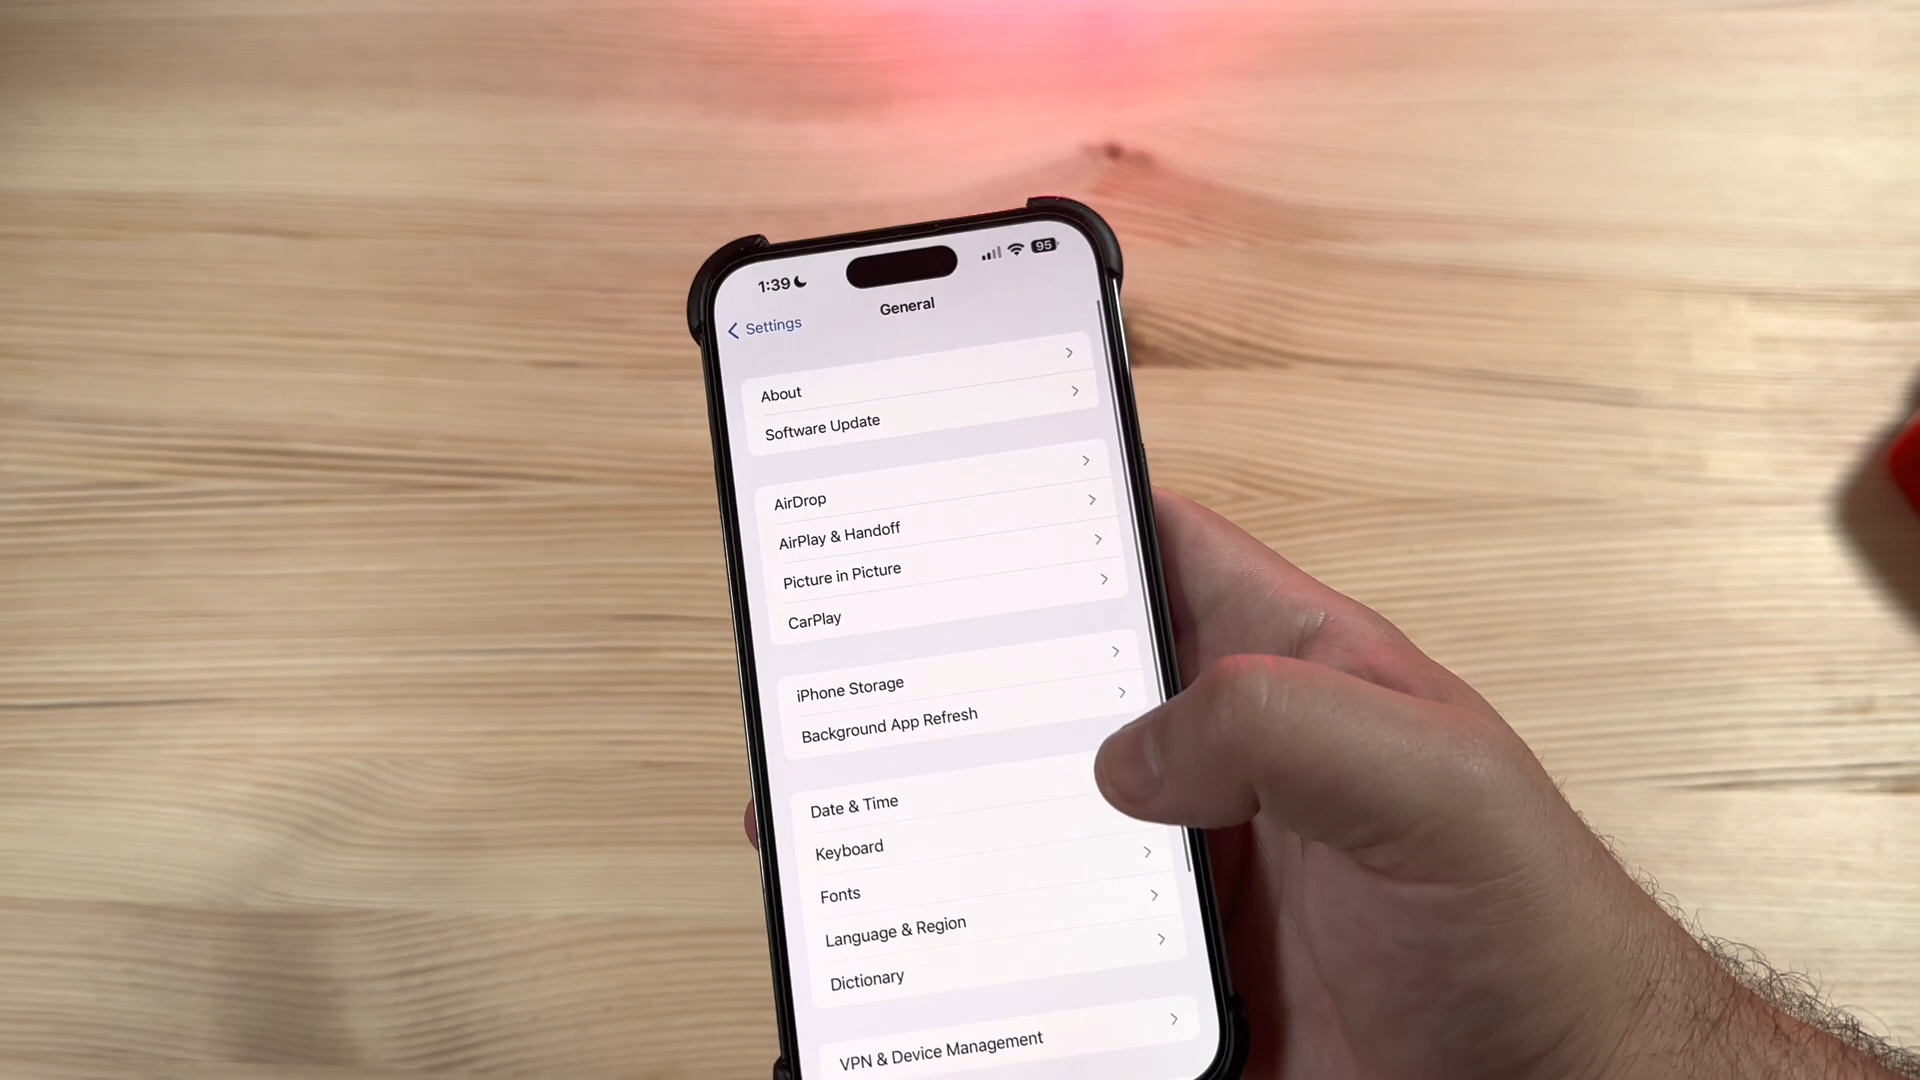 1:39
95
General
Settings
About
Software Update
AirDrop
AirPlay & Handoff
Picture in Picture
CarPlay
iPhone Storage
Background App Refresh
Date & Time
Keyboard
Fonts
Language & Region
Dictionary
VPN & Device Management